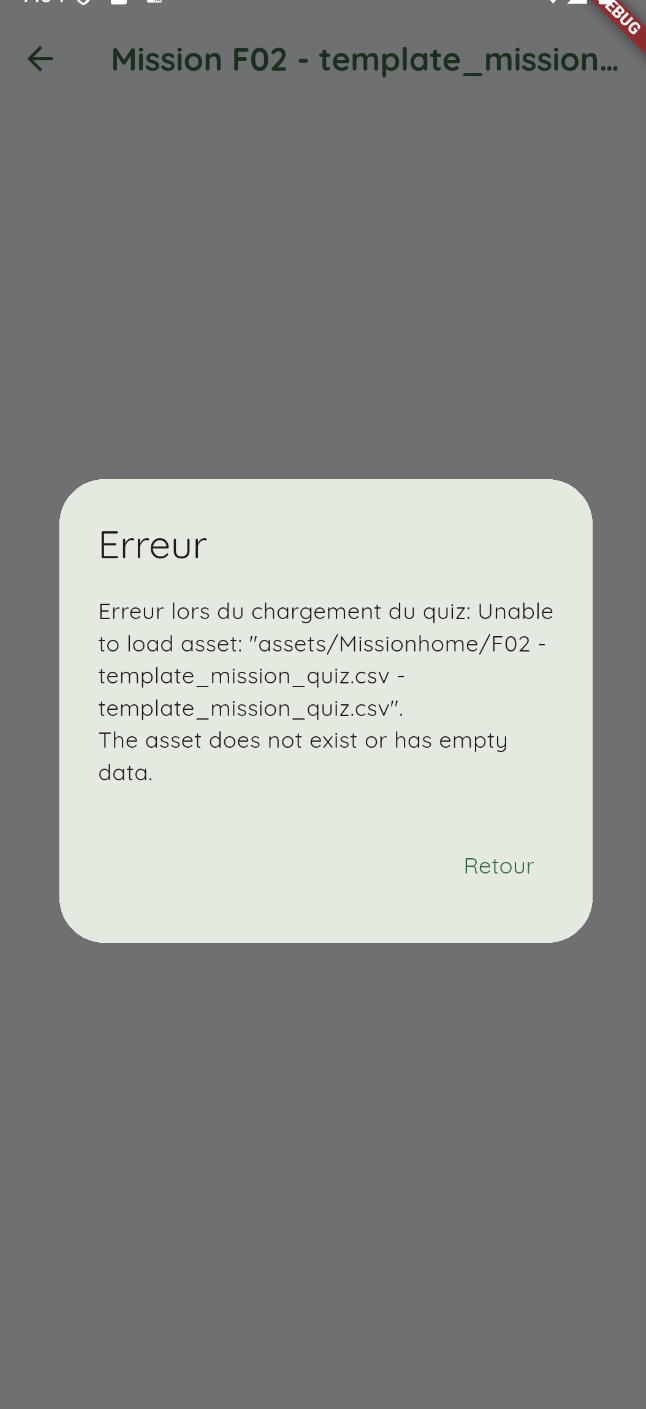 Mission F02 - template_mission...
Erreur
Erreur lors du chargement du quiz: Unable
to load asset: "assets/Missionhome/F02 -
template_mission_quiz.csv -
template_mission_quiz.csv".
The asset does not exist or has empty
data.
Retour